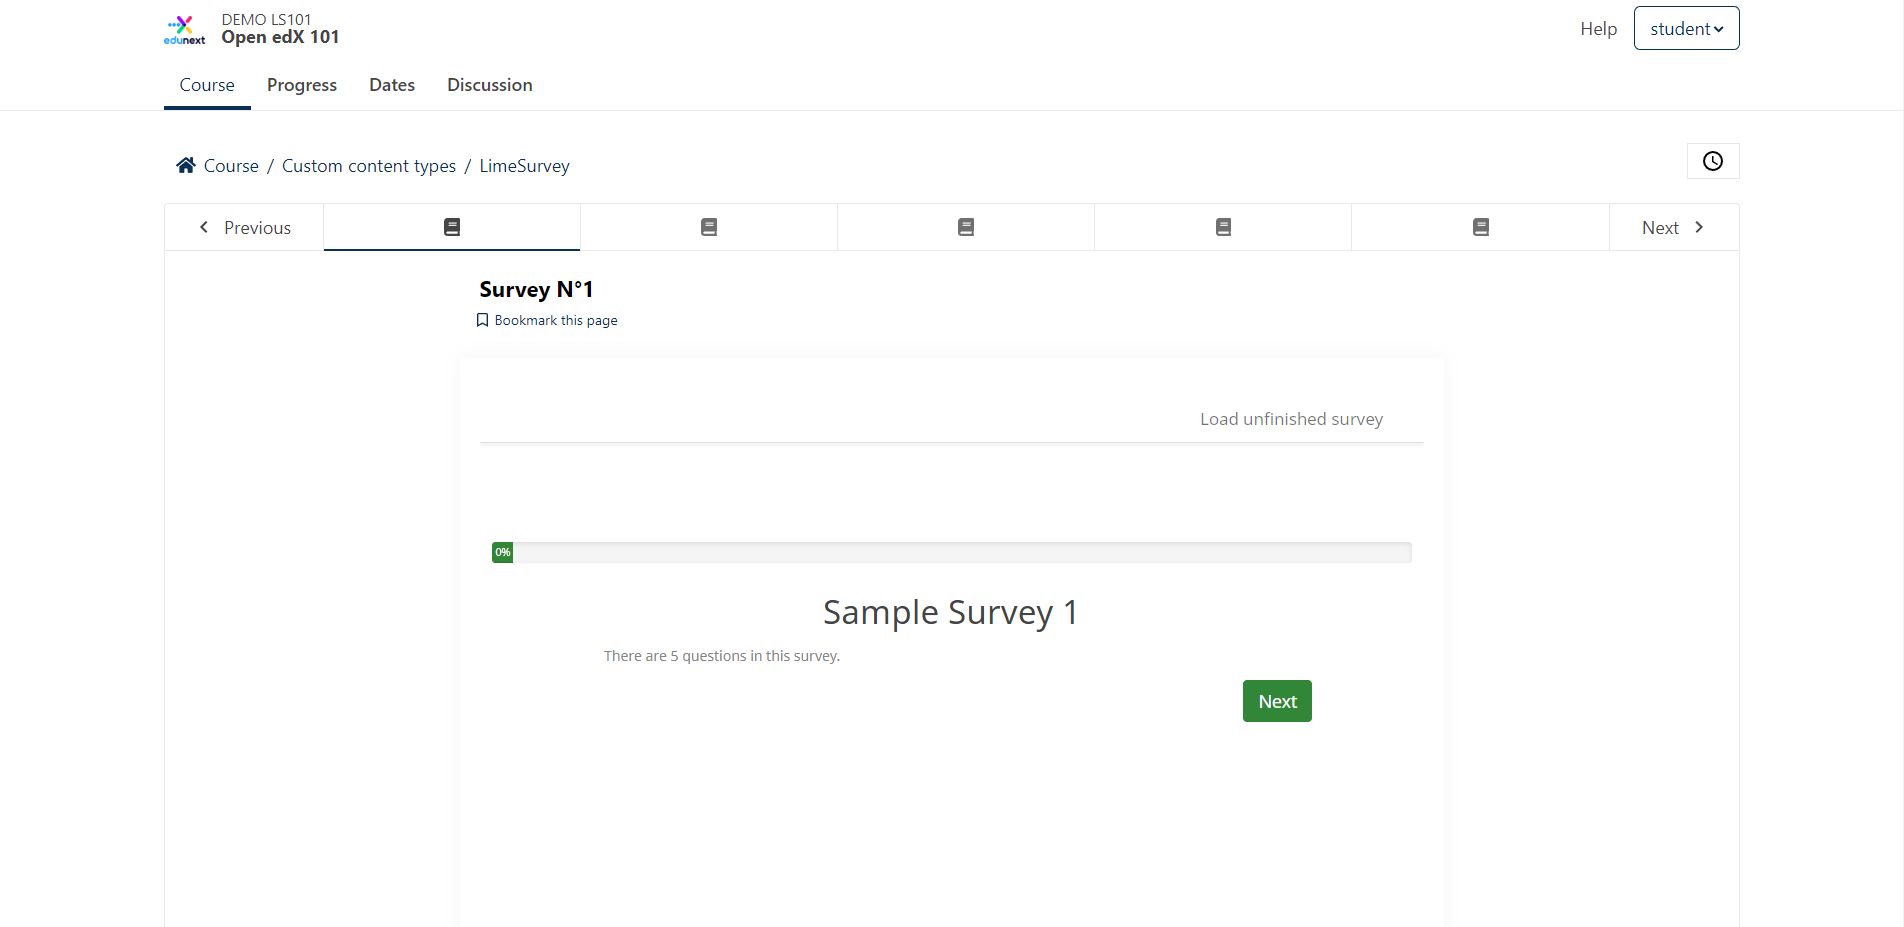 edunext
DEMO LS101
Open edX 101
Help
student
Course
Progress
Dates
Discussion
Course / Custom content types / LimeSurvey
Previous
Next
Survey N°1
Bookmark this page
Load unfinished survey
0%
Sample Survey 1
There are 5 questions in this survey.
Next